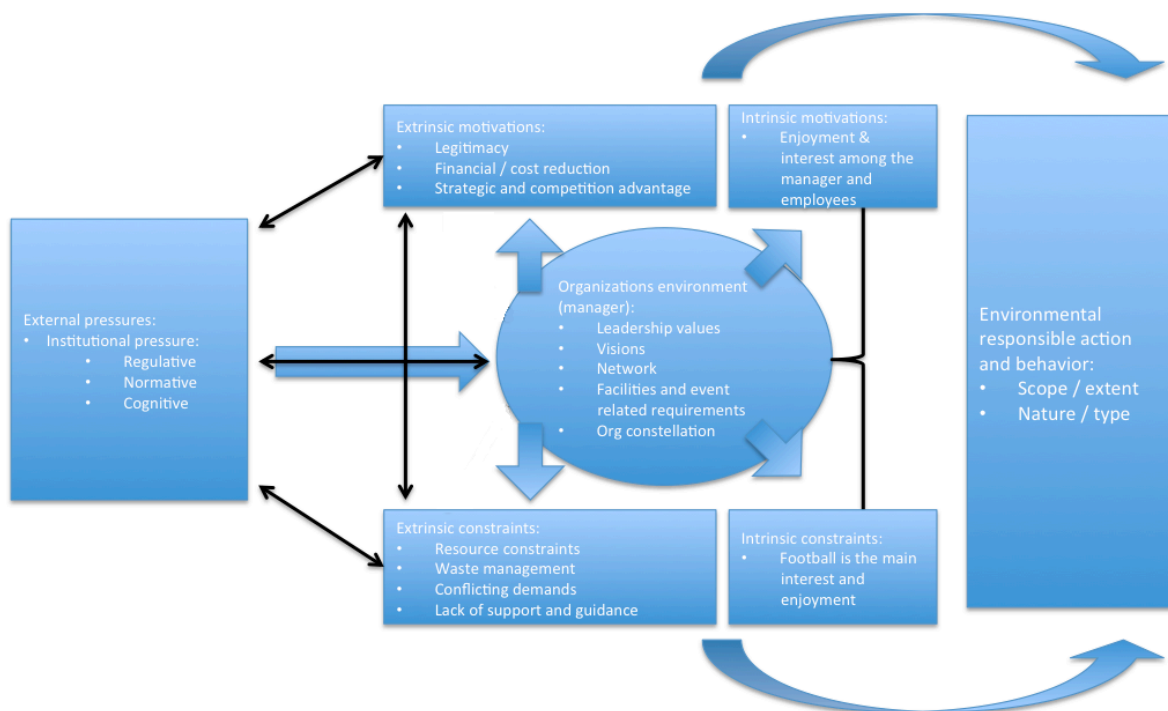 Extrinsic motivations:
• Legitimacy
• Financial / cost reduction
• Strategic and competition advantage
Intrinsic motivations:
• Enjoyment &
interest among the
manager and
employees
External pressures:
• Institutional pressure:
• Regulative
• Normative
• Cognitive
Organizations environment
(manager):
• Leadership values
• Visions
• Network
• Facilities and event
related requirements
• Org constellation
Environmental
responsible action
and behavior:
• Scope / extent
• Nature / type
Extrinsic constraints:
• Resource constraints
• Waste management
• Conflicting demands
• Lack of support and guidance
Intrinsic constraints:
• Football is the main
interest and
enjoyment